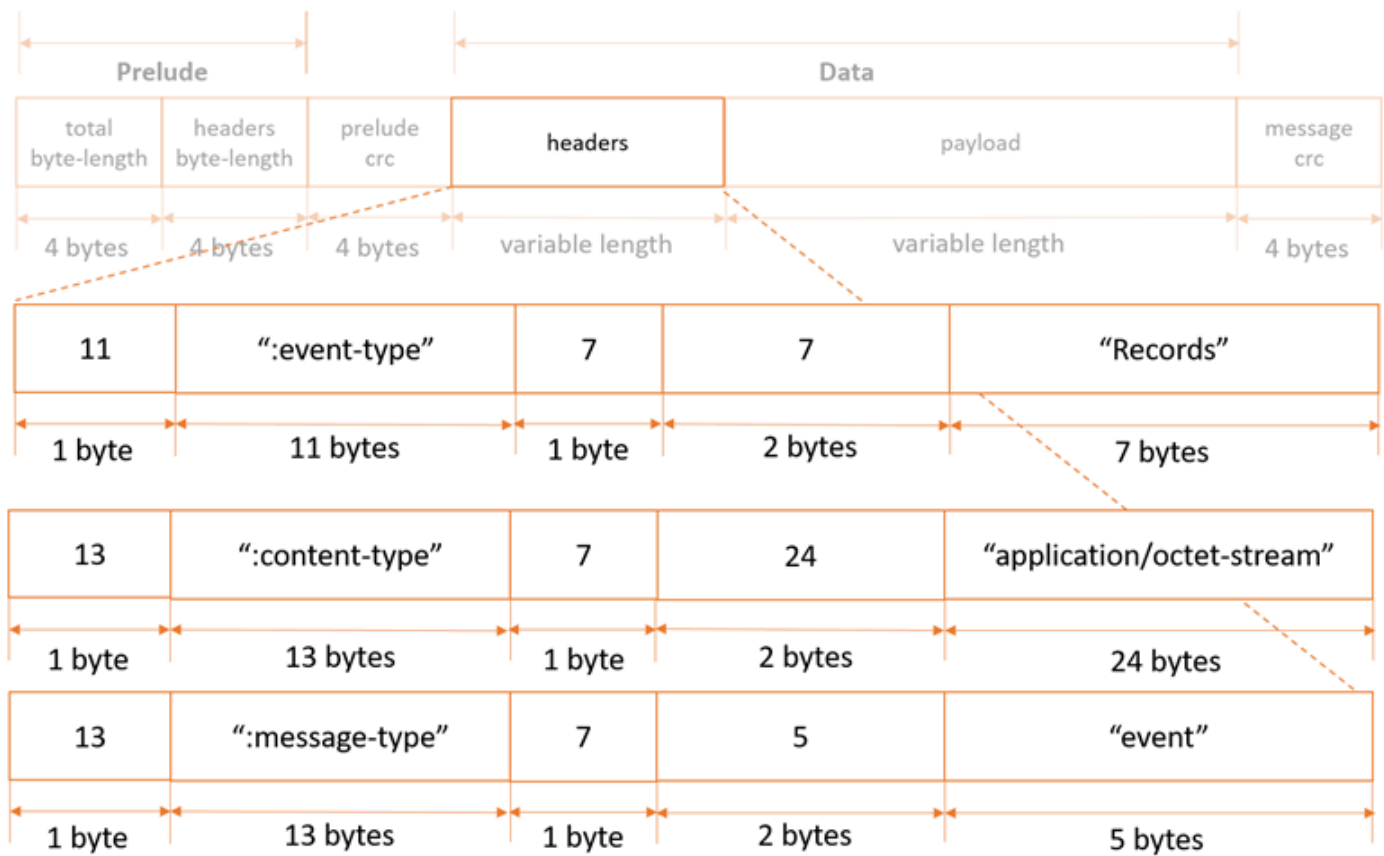 Prelude
Data
total
byte-length
headers
byte-length
prelude
crc
headers
payload
message
crc
4 bytes
4 bytes
4 bytes
variable length
variable length
4 bytes
11
“:event-type”
7
7
“Records”
1 byte
11 bytes
1 byte
2 bytes
7 bytes
13
“:content-type”
7
24
“application/octet-stream”
1 byte
13 bytes
1 byte
2 bytes
24 bytes
13
“:message-type”
7
5
“event”
1 byte
13 bytes
1 byte
2 bytes
5 bytes